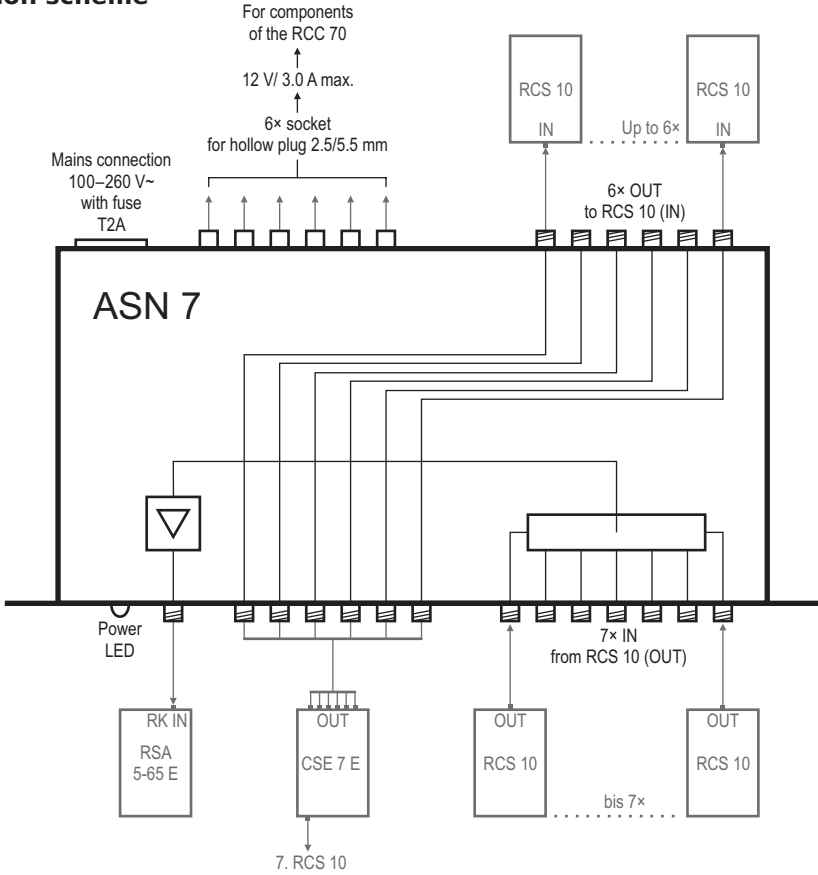 For components
of the RCC 70
12 V/ 3.0 A max.
6× socket
for hollow plug 2.5/5.5 mm
Mains connection
100–260 V~
with fuse
T2A
RCS 10
IN
Up to 6×
RCS 10
IN
6× OUT
to RCS 10 (IN)
ASN 7
Power
LED
7× IN
from RCS 10 (OUT)
RK IN
RSA
5-65 E
OUT
CSE 7 E
7. RCS 10
OUT
RCS 10
bis 7×
OUT
RCS 10